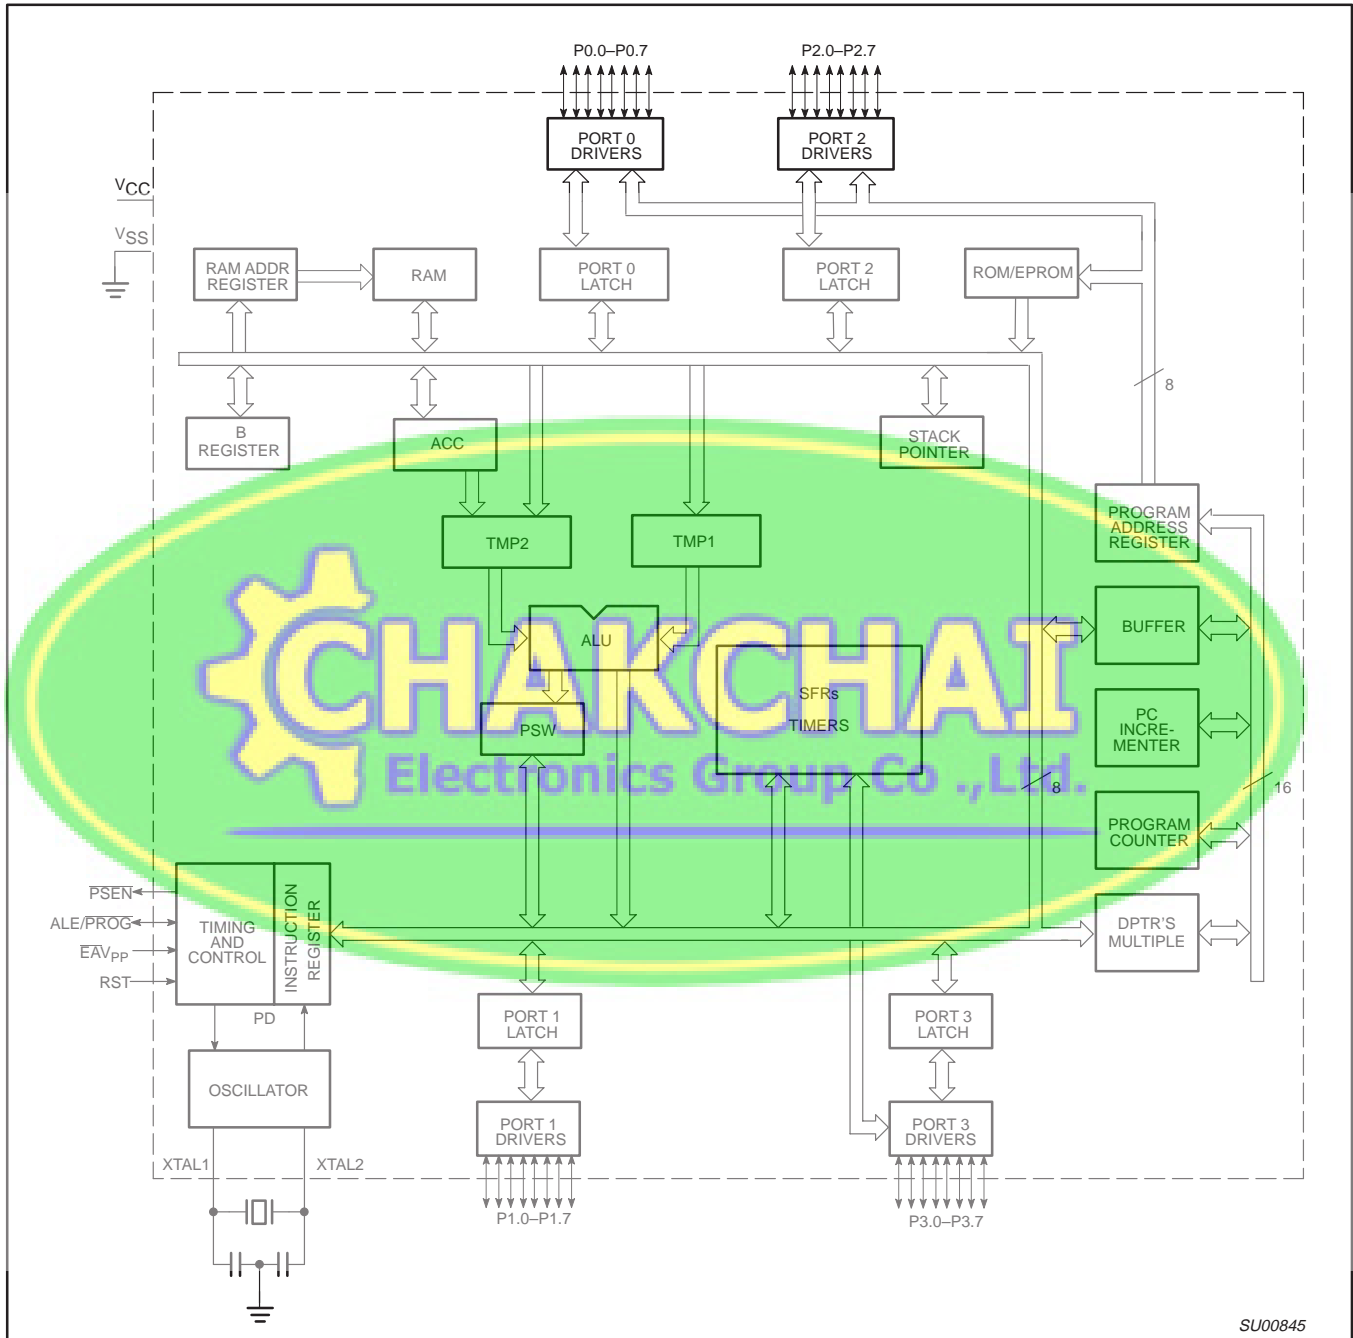 P0.0–P0.7
P2.0–P2.7
PORT 0
DRIVERS
PORT 2
DRIVERS
VCC
VSS
RAM ADDR
REGISTER
RAM
PORT 0
LATCH
PORT 2
LATCH
ROM/EPROM
8
B
REGISTER
ACC
STACK
POINTER
PROGRAM
ADDRESS
REGISTER
TMP2
TMP1
BUFFER
ALU
SFRs
TIMERS
PSW
PC
INCRE-
MENTER
CHAKCHAI
Electronics Group Co .,Ltd.
8
16
PROGRAM
COUNTER
PSEN
ALE/PROG
EAVPP
RST
TIMING
AND
CONTROL
INSTRUCTION
REGISTER
DPTR'S
MULTIPLE
PD
PORT 1
LATCH
PORT 3
LATCH
OSCILLATOR
PORT 1
DRIVERS
PORT 3
DRIVERS
XTAL1
XTAL2
P1.0–P1.7
P3.0–P3.7
SU00845